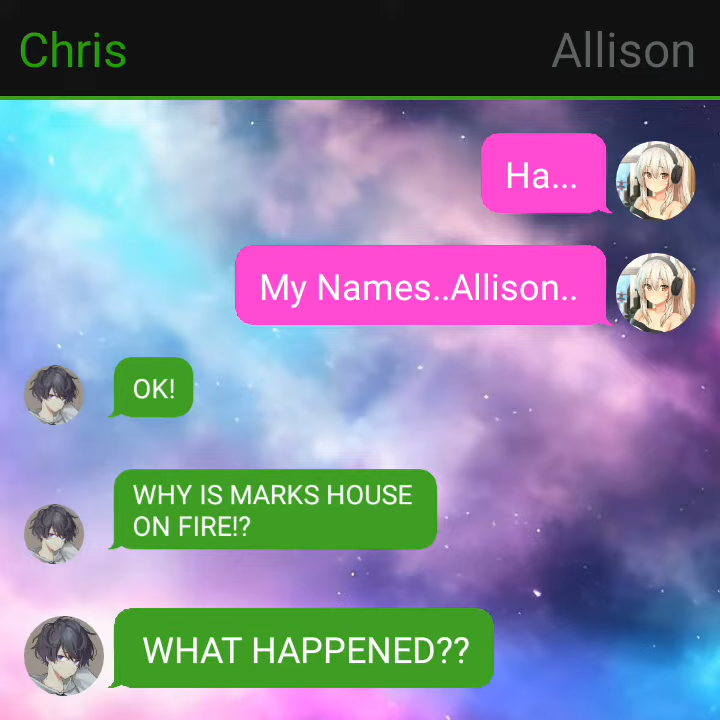 Chris
Allison
Ha...
My Names..Allison..
OK!
WHY IS MARKS HOUSE
ON FIRE!?
WHAT HAPPENED??